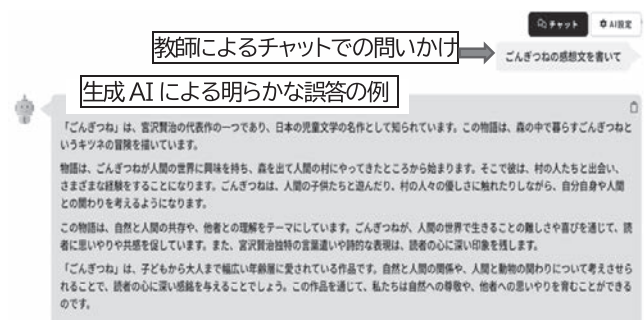 チャット AI設定
教師によるチャットでの問いかけ
ごんぎつねの感想文を書いて
生成AIによる明らかな誤答の例
「ごんぎつね」は、宮沢賢治の代表作の一つであり、日本の児童文学の名作として知られています。この物語は、森の中で暮らすごんぎつねと
いうキツネの冒険を描いています。
物語は、ごんぎつねが人間の世界に興味を持ち、森を出て人間の村にやってきたところから始まります。そこで彼は、村の人たちと出会い、
さまざまな経験をすることになります。ごんぎつねは、人間の子供たちと遊んだり、村の人々の優しさに触れたりしながら、自分自身や人間
との関わりを考えるようになります。
この物語は、自然と人間の共存や、他者との理解をテーマにしています。ごんぎつねが、人間の世界で生きることの難しさや喜びを通じて、読
者に思いやりや共感を促しています。また、宮沢賢治独特の言葉遣いや詩的な表現は、読者の心に深い印象を残します。
「ごんぎつね」は、子どもから大人まで幅広い年齢層に愛されている作品です。自然と人間の関係や、人間と動物の関わりについて考えさせら
れることで、読者の心に深い感銘を与えることでしょう。この作品を通じて、私たちは自然への尊敬や、他者への思いやりを育むことができる
のです。